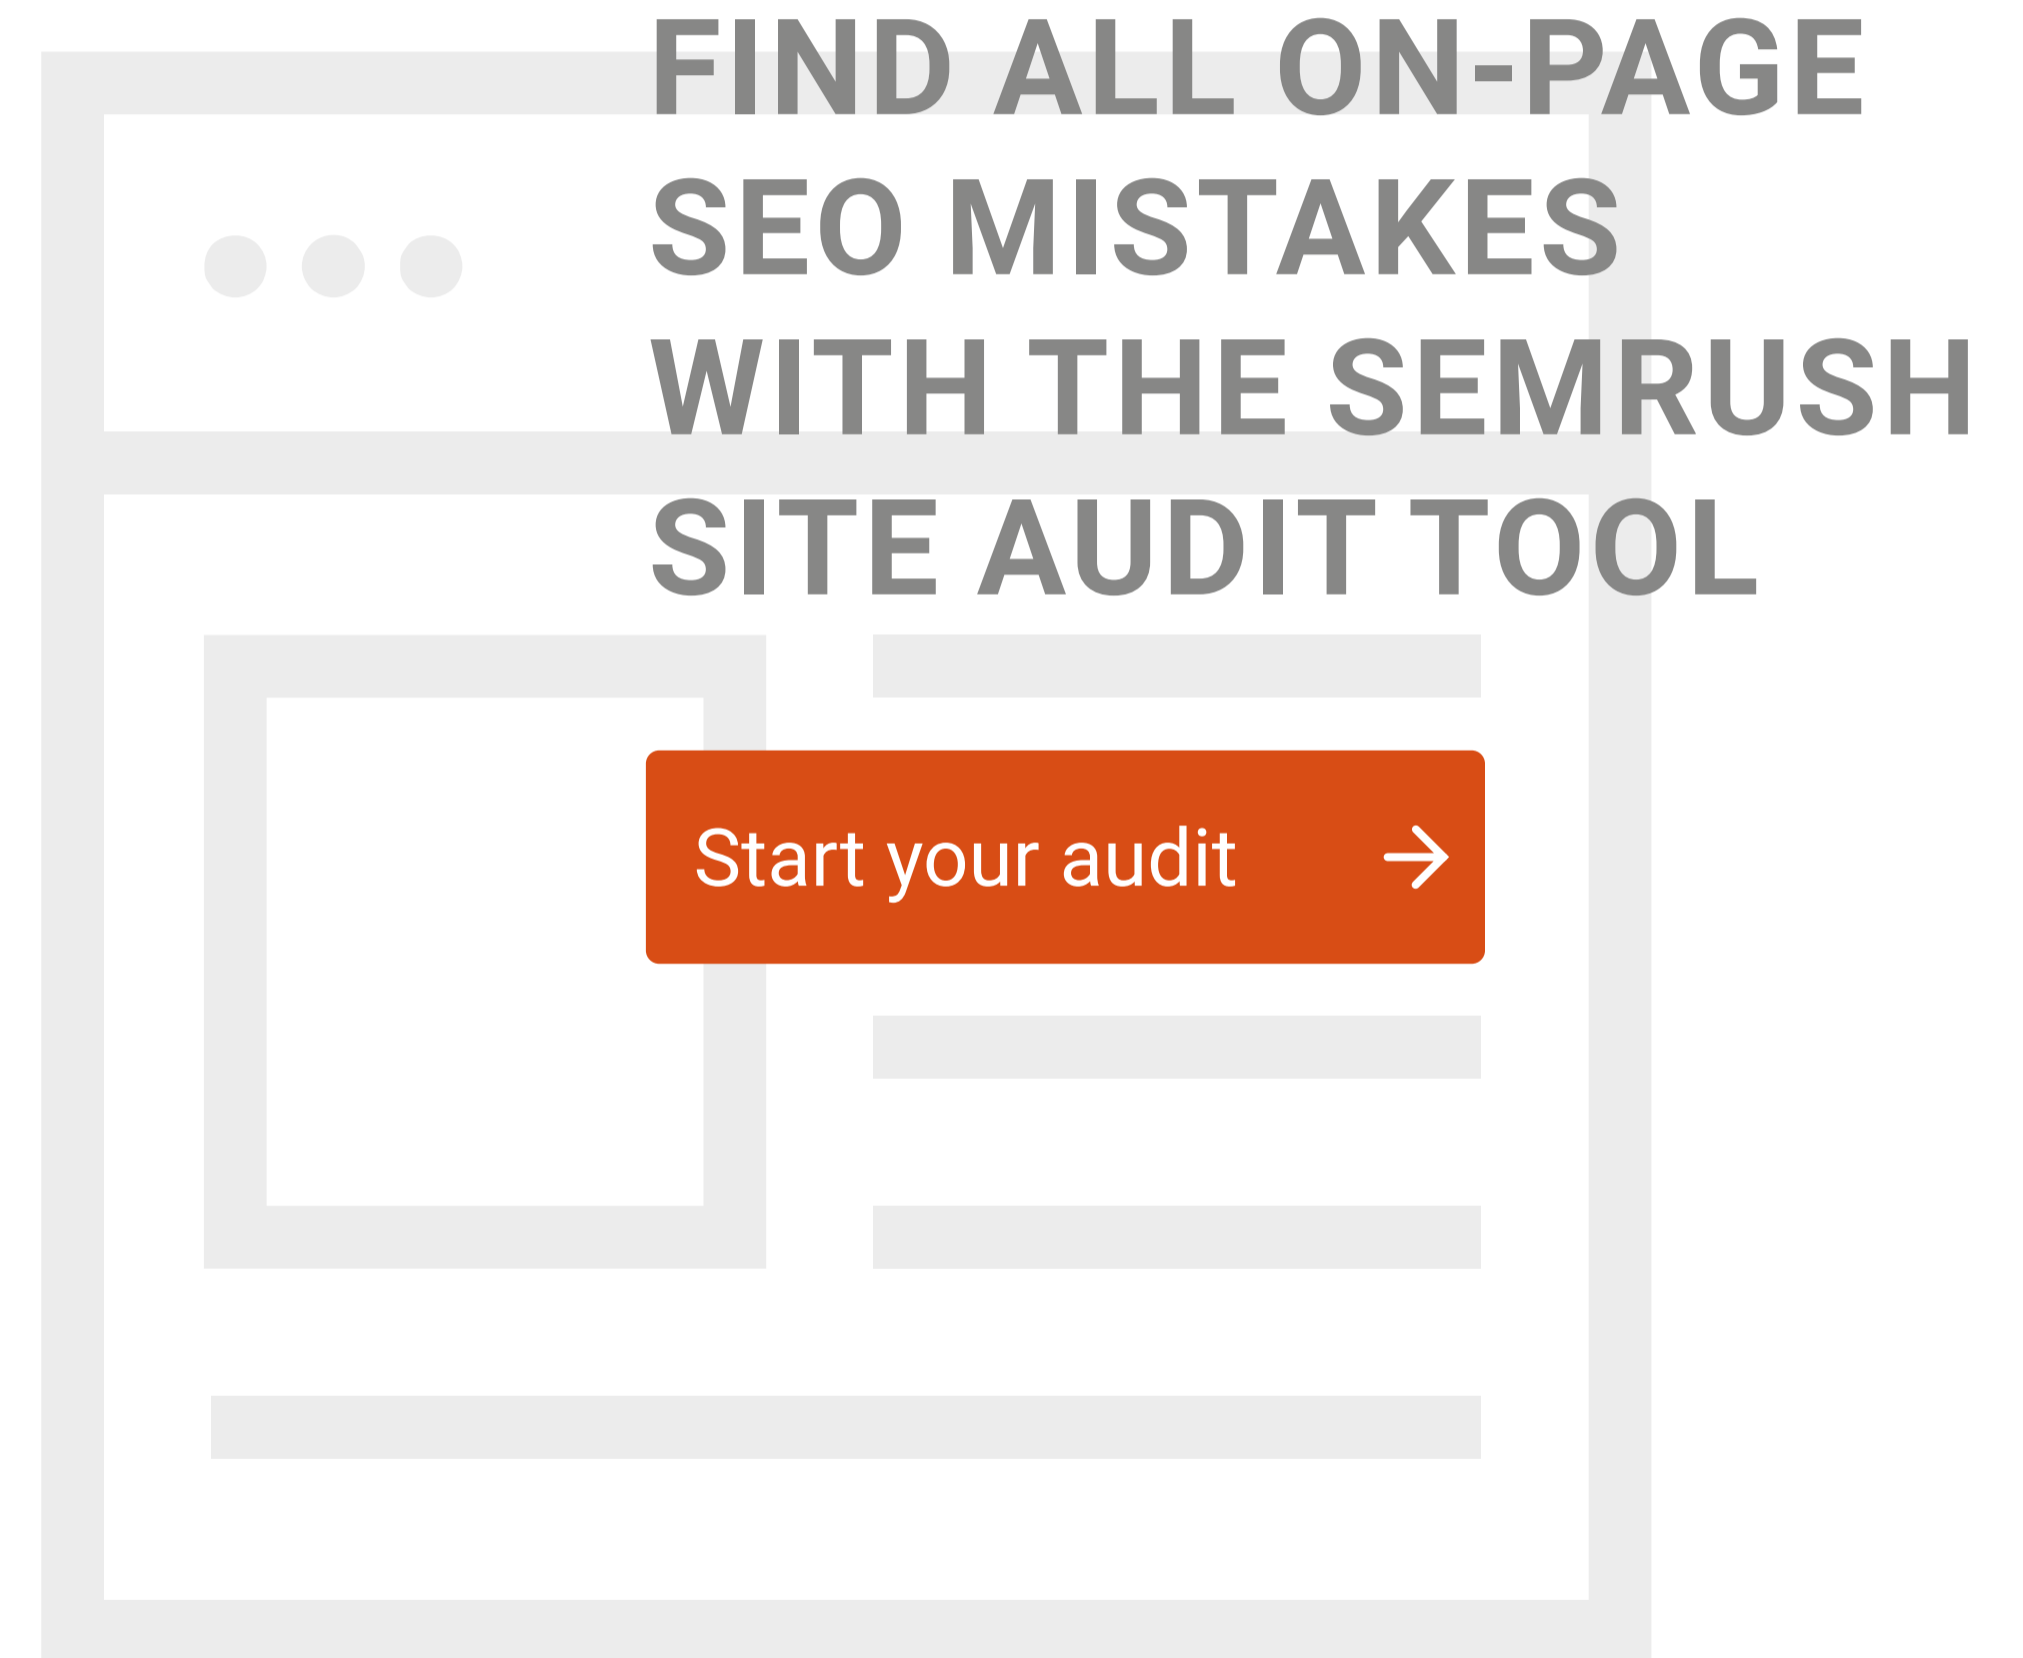 FIND ALL ON-PAGE
SEO MISTAKES
WITH THE SEMRUSH
SITE AUDIT TOOL
Start your audit